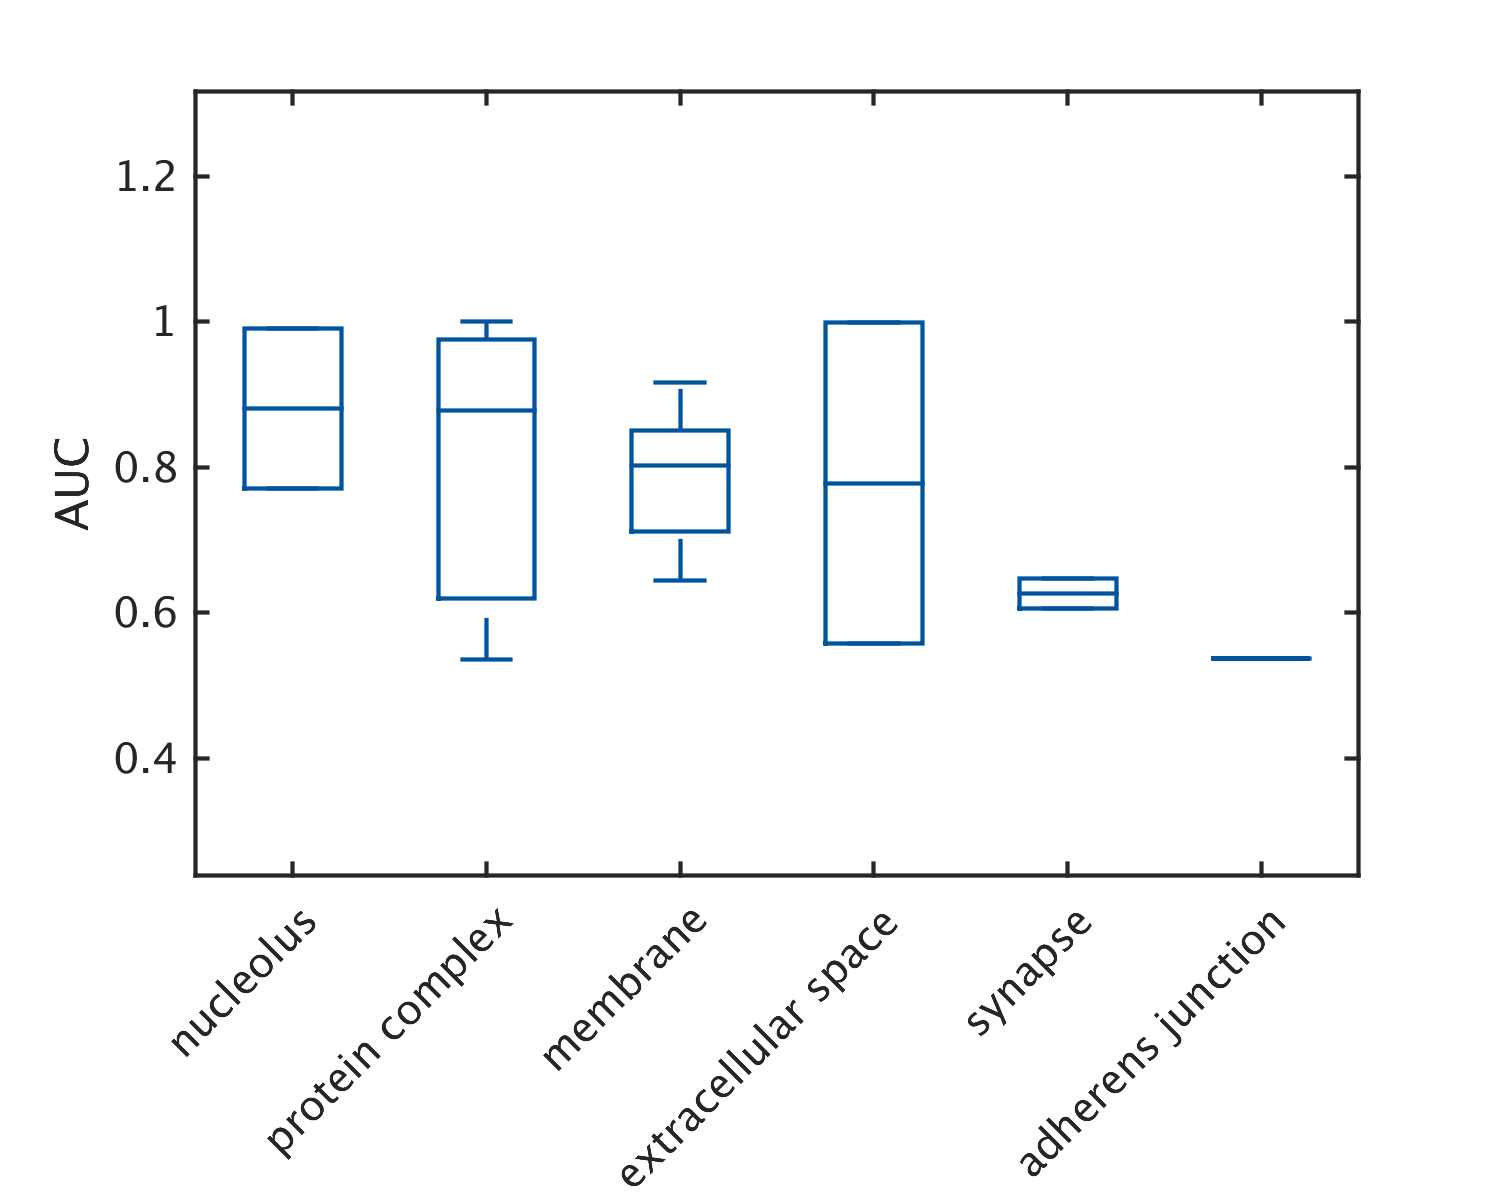 AUC
1.2
1
0.8
0.6
0.4
nucleolus
protein complex
membrane
extracellular space
synapse
adherens junction